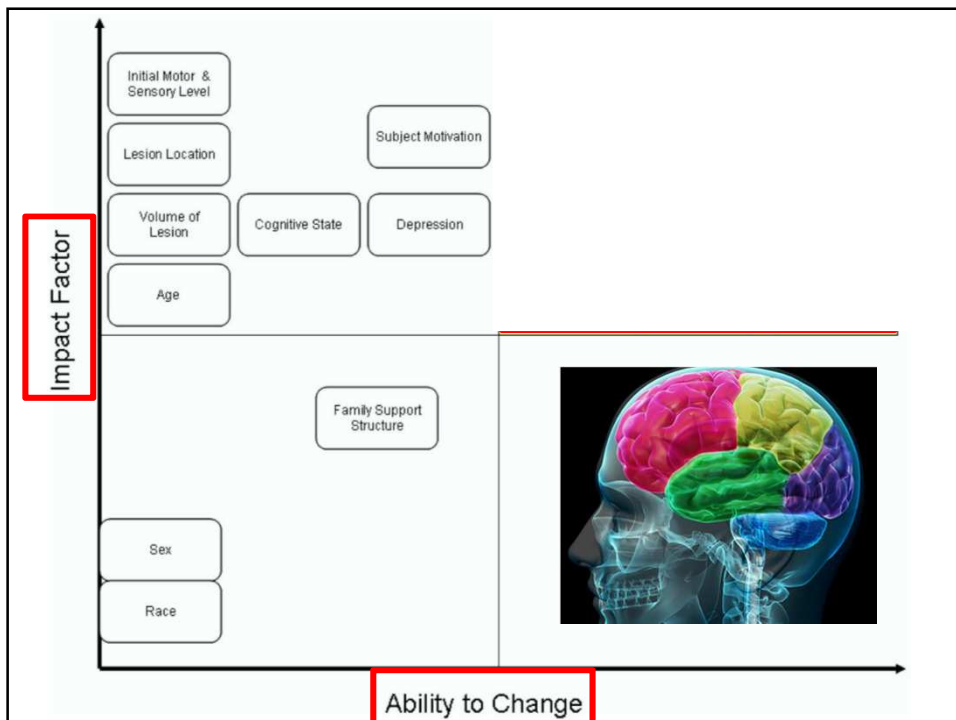 Initial Motor &
Sensory Level
Subject Motivation
Lesion Location
Volume of
Lesion
Cognitive State
Depression
Age
Impact Factor
Family Support
Structure
Sex
Race
Ability to Change